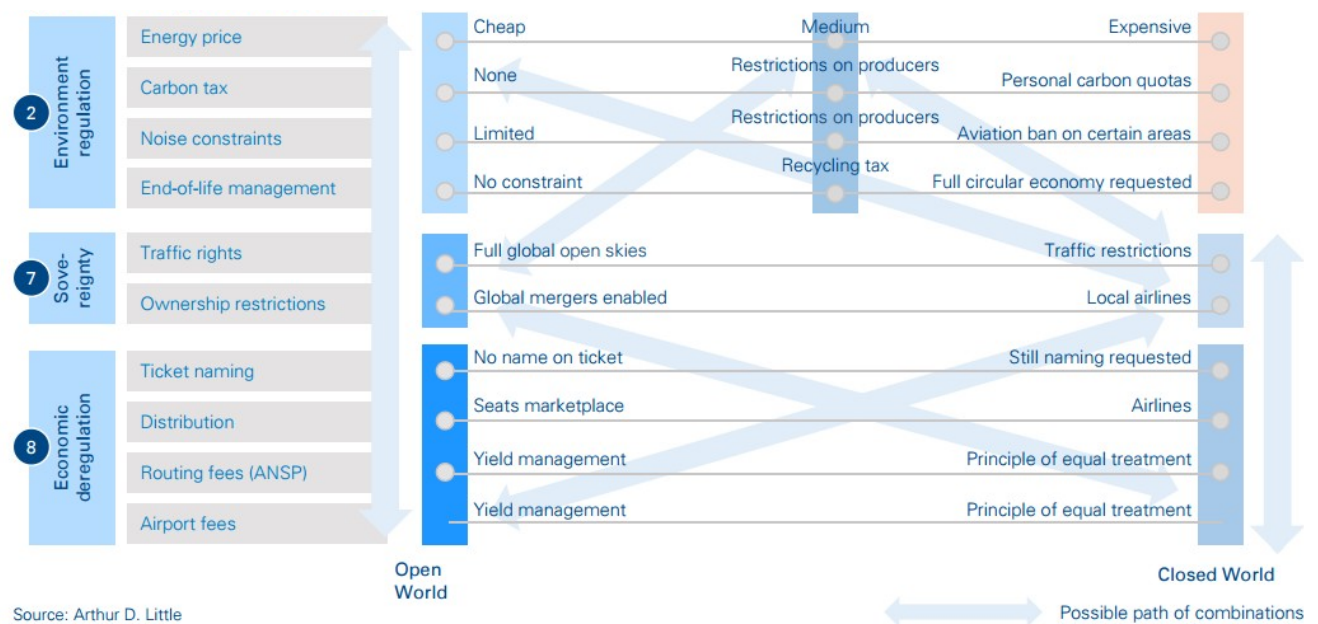 2
Environment
regulation
Energy price
Cheap
Medium
Expensive
Carbon tax
None
Restrictions on producers
Personal carbon quotas
Noise constraints
Limited
Restrictions on producers
Aviation ban on certain areas
End-of-life management
No constraint
Recycling tax
Full circular economy requested
7
Sove-
reignty
Traffic rights
Full global open skies
Traffic restrictions
Ownership restrictions
Global mergers enabled
Local airlines
8
Economic
deregulation
Ticket naming
No name on ticket
Still naming requested
Distribution
Seats marketplace
Airlines
Routing fees (ANSP)
Yield management
Principle of equal treatment
Airport fees
Yield management
Principle of equal treatment
Open
World
Closed World
Source: Arthur D. Little
Possible path of combinations